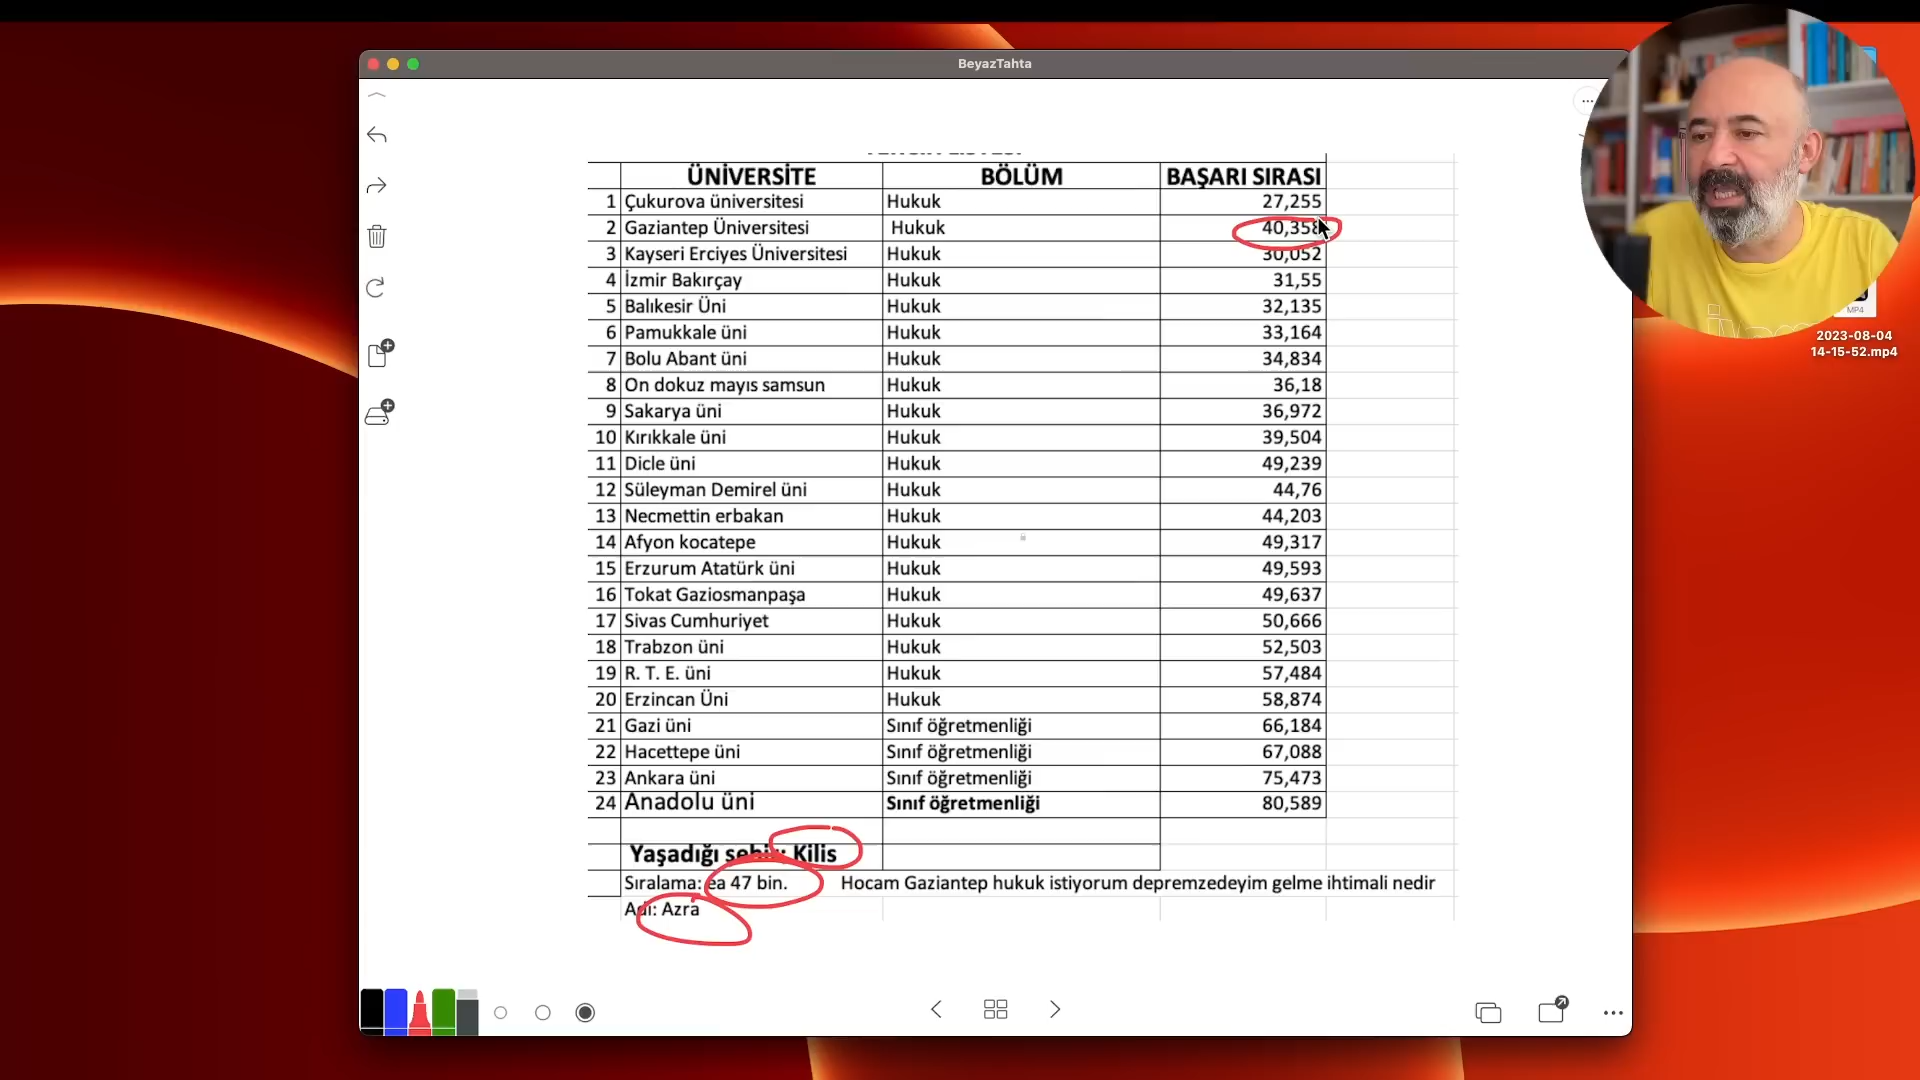 BeyazTahta
ÜNİVERSİTE BÖLÜM BAŞARI SIRASI
1 Çukurova üniversitesi Hukuk 27,255
2 Gaziantep Üniversitesi Hukuk 40,358
3 Kayseri Erciyes Üniversitesi Hukuk 30,052
4 İzmir Bakırçay Hukuk 31,55
5 Balıkesir Üni Hukuk 32,135
6 Pamukkale üni Hukuk 33,164
7 Bolu Abant üni Hukuk 34,834
8 On dokuz mayıs samsun Hukuk 36,18
9 Sakarya üni Hukuk 36,972
10 Kırıkkale üni Hukuk 39,504
11 Dicle üni Hukuk 49,239
12 Süleyman Demirel üni Hukuk 44,76
13 Necmettin erbakan Hukuk 44,203
14 Afyon kocatepe Hukuk 49,317
15 Erzurum Atatürk üni Hukuk 49,593
16 Tokat Gaziosmanpaşa Hukuk 49,637
17 Sivas Cumhuriyet Hukuk 50,666
18 Trabzon üni Hukuk 52,503
19 R. T. E. üni Hukuk 57,484
20 Erzincan Üni Hukuk 58,874
21 Gazi üni Sınıf öğretmenliği 66,184
22 Hacettepe üni Sınıf öğretmenliği 67,088
23 Ankara üni Sınıf öğretmenliği 75,473
24 Anadolu üni Sınıf öğretmenliği 80,589
Yaşadığı şehir: Kilis
Sıralama: ea 47 bin. Hocam Gaziantep hukuk istiyorum depremzedeyim gelme ihtimali nedir
Adı: Azra
MP4
2023-08-04
14-15-52.mp4